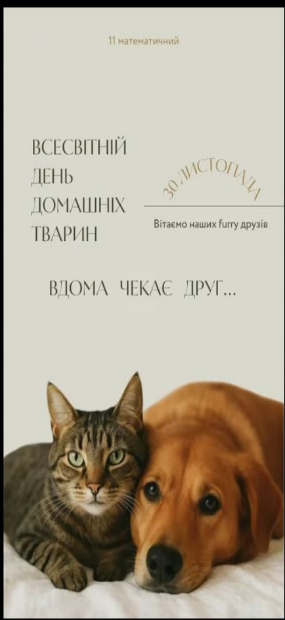 11 математичний
ВСЕСВІТНІЙ
ДЕНЬ
ДОМАШНІХ
ТВАРИН
30 ЛИСТОПАДА
Вітаємо наших furry друзів
ВДОМА ЧЕКАЄ ДРУГ...